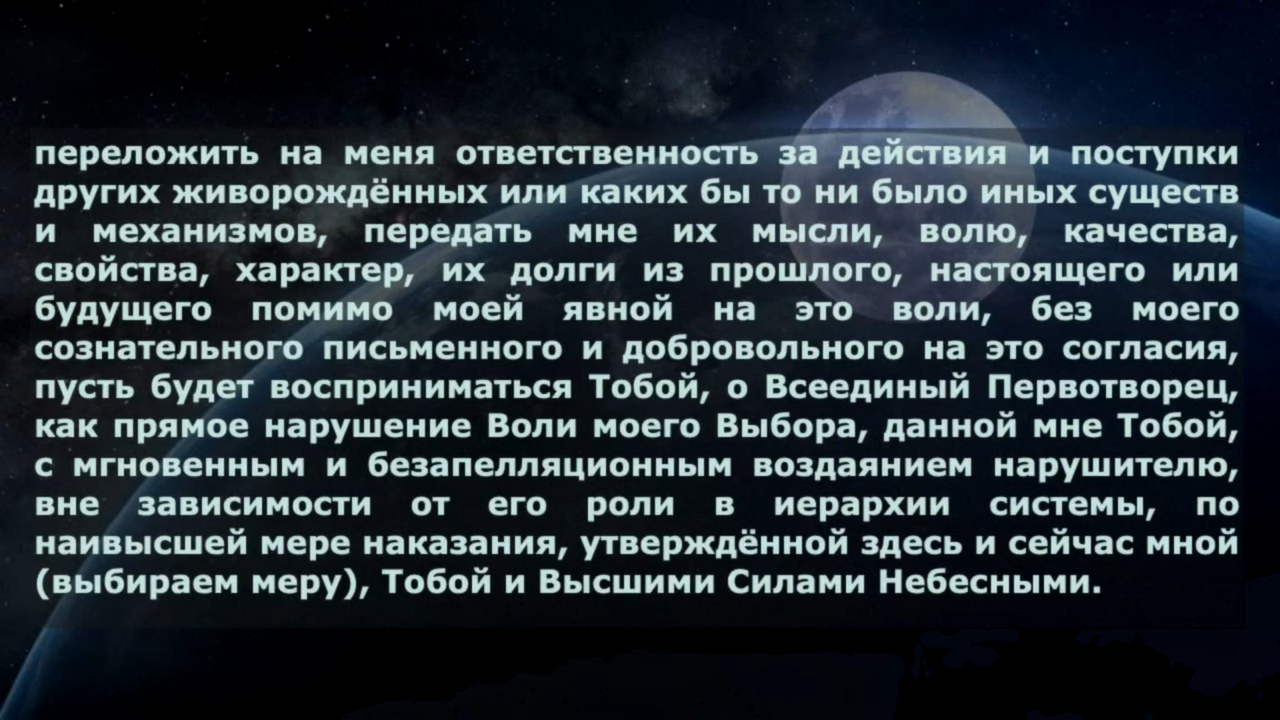 переложить на меня ответственность за действия и поступки
других живорождённых или каких бы то ни было иных существ
и механизмов, передать мне их мысли, волю, качества,
свойства, характер, их долги из прошлого, настоящего или
будущего помимо моей явной на это воли, без моего
сознательного письменного и добровольного на это согласия,
пусть будет восприниматься Тобой, о Всеединый Первотворец,
как прямое нарушение Воли моего Выбора, данной мне Тобой,
с мгновенным и безапелляционным воздаянием нарушителю,
вне зависимости от его роли в иерархии системы, по
наивысшей мере наказания, утверждённой здесь и сейчас мной
(выбираем меру), Тобой и Высшими Силами Небесными.